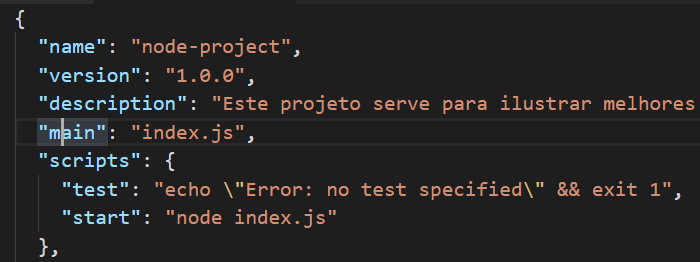 {
"name": "node-project",
"version": "1.0.0",
"description": "Este projeto serve para ilustrar melhores
"main": "index.js",
"scripts": {
"test": "echo \"Error: no test specified\" && exit 1",
"start": "node index.js"
},